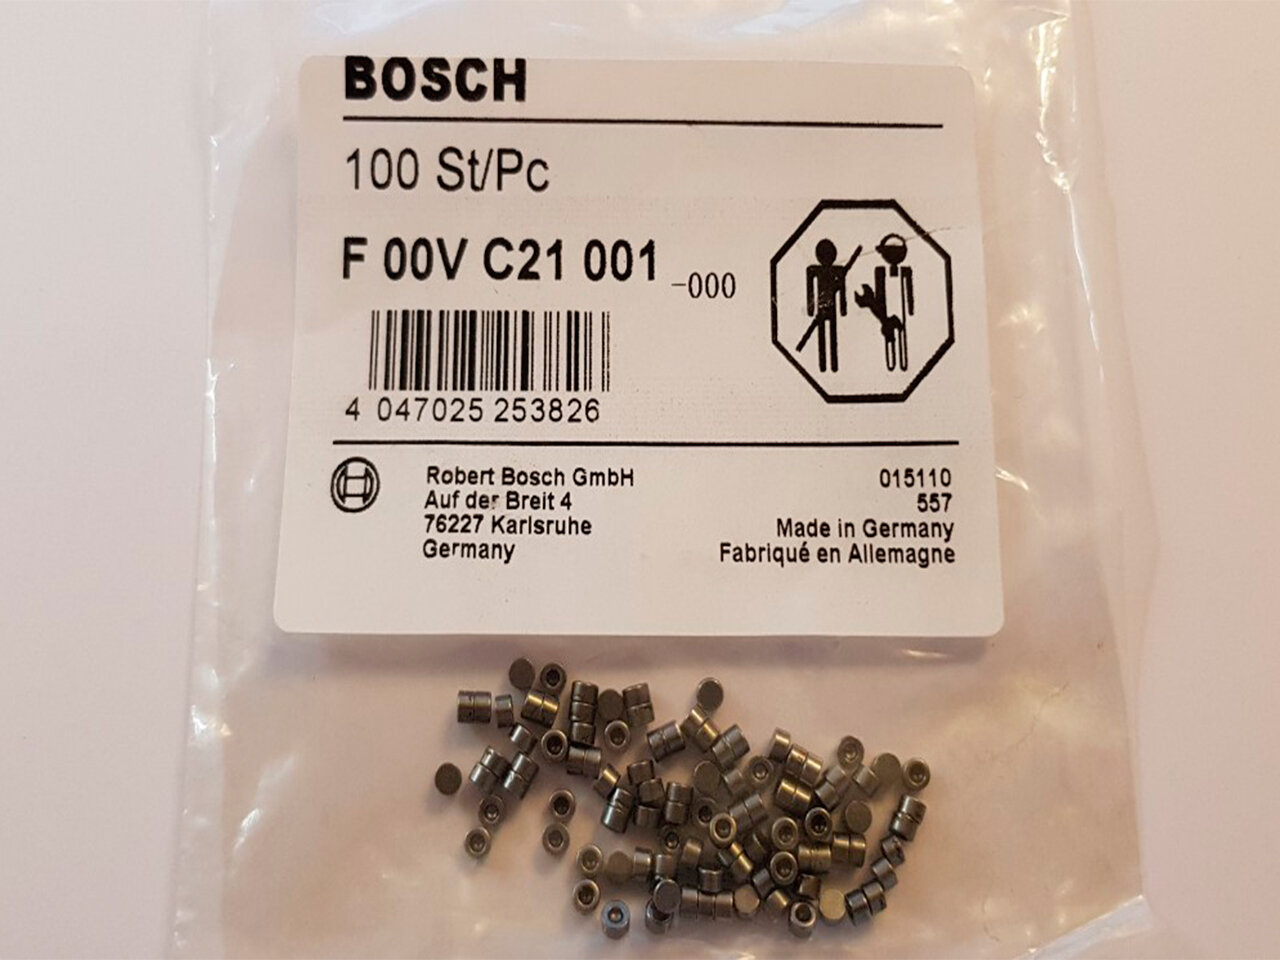 BOSCH
100 St/Pc
F 00V C21 001 -000
4 047025 253826
Robert Bosch GmbH
Auf der Breit 4
76227 Karlsruhe
Germany
015110
557
Made in Germany
Fabriqué en Allemagne